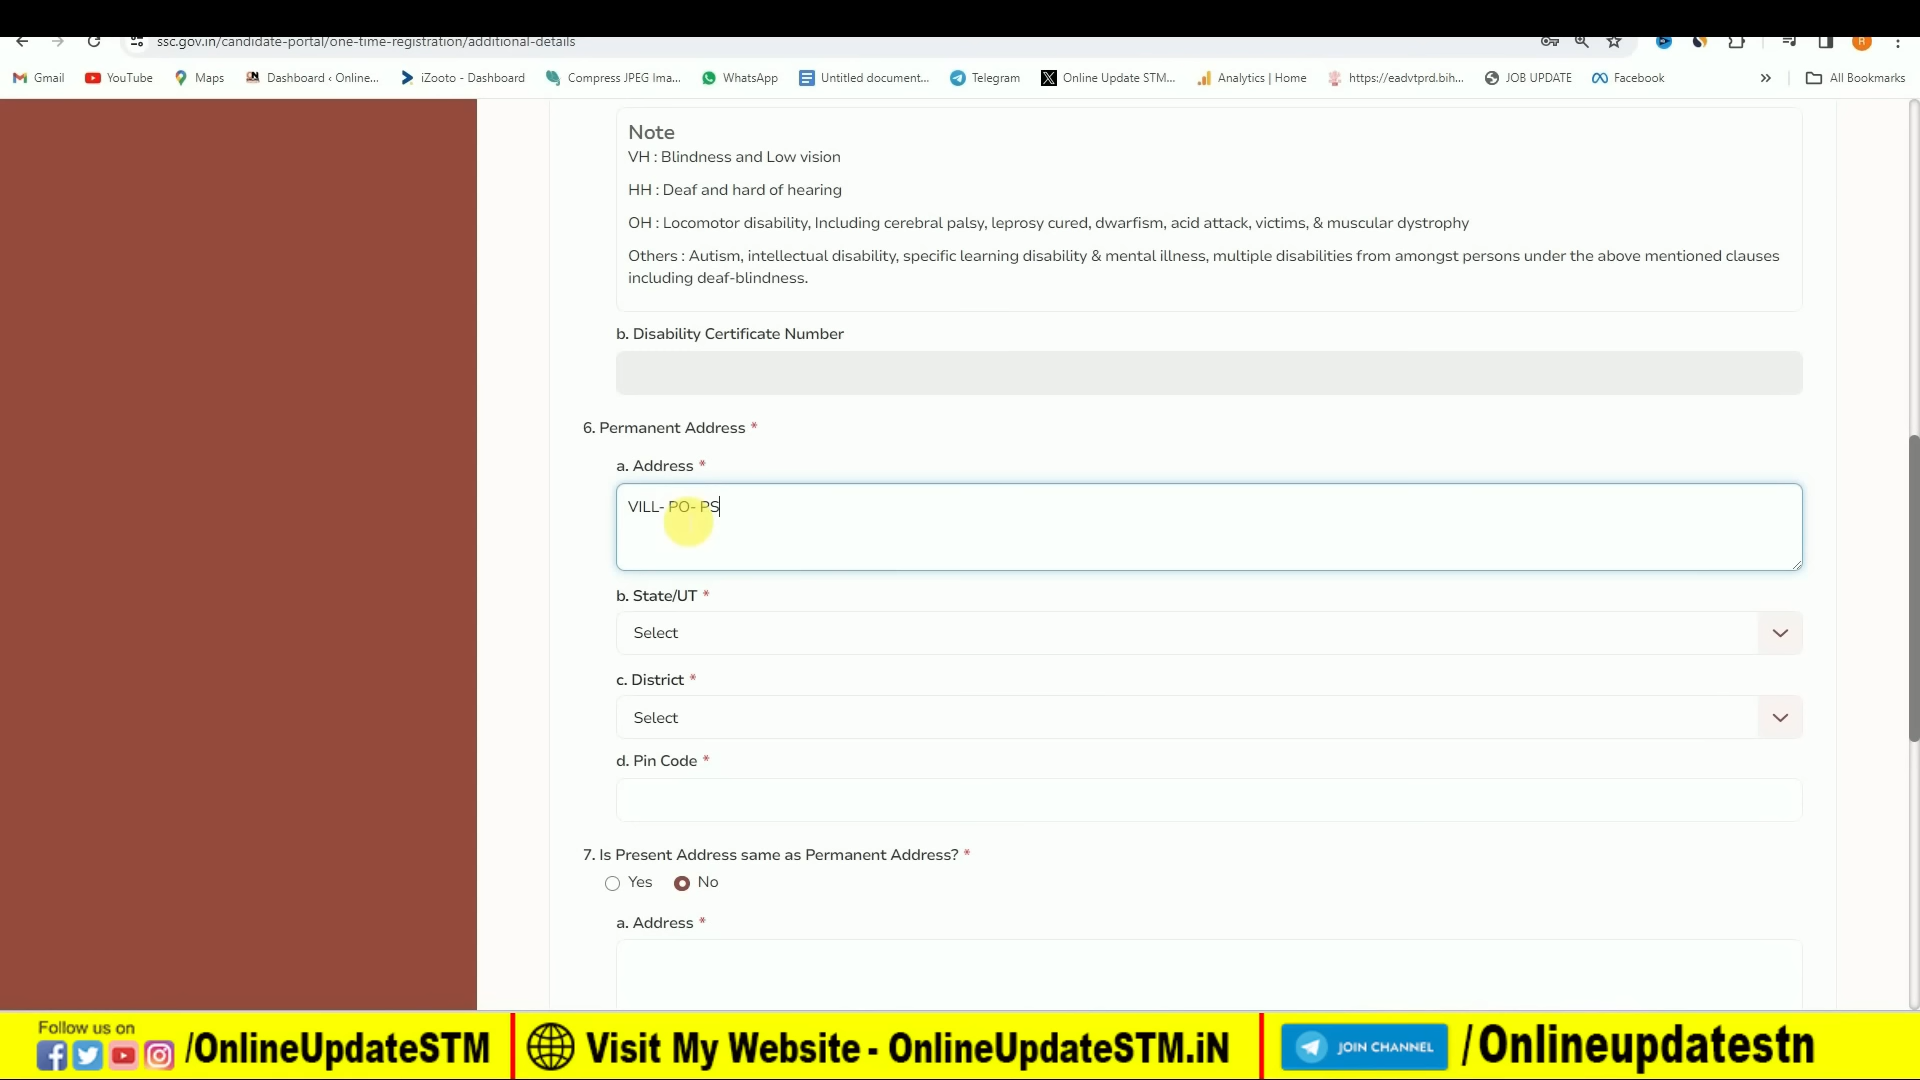 ssc.gov.in/candidate-portal/one-time-registration/additional-details
Gmail YouTube Maps Dashboard ‹ Online... iZooto - Dashboard Compress JPEG Ima... WhatsApp Untitled document... Telegram Online Update STM... Analytics | Home https://eadvtprd.bih... JOB UPDATE Facebook » All Bookmarks
Note
VH : Blindness and Low vision
HH : Deaf and hard of hearing
OH : Locomotor disability, Including cerebral palsy, leprosy cured, dwarfism, acid attack, victims, & muscular dystrophy
Others : Autism, intellectual disability, specific learning disability & mental illness, multiple disabilities from amongst persons under the above mentioned clauses
including deaf-blindness.
b. Disability Certificate Number
6. Permanent Address *
a. Address *
VILL- PO- PS
b. State/UT *
Select
c. District *
Select
d. Pin Code *
7. Is Present Address same as Permanent Address? *
Yes No
a. Address *
Follow us on
/OnlineUpdateSTM
Visit My Website - OnlineUpdateSTM.iN
JOIN CHANNEL /Onlineupdatestn